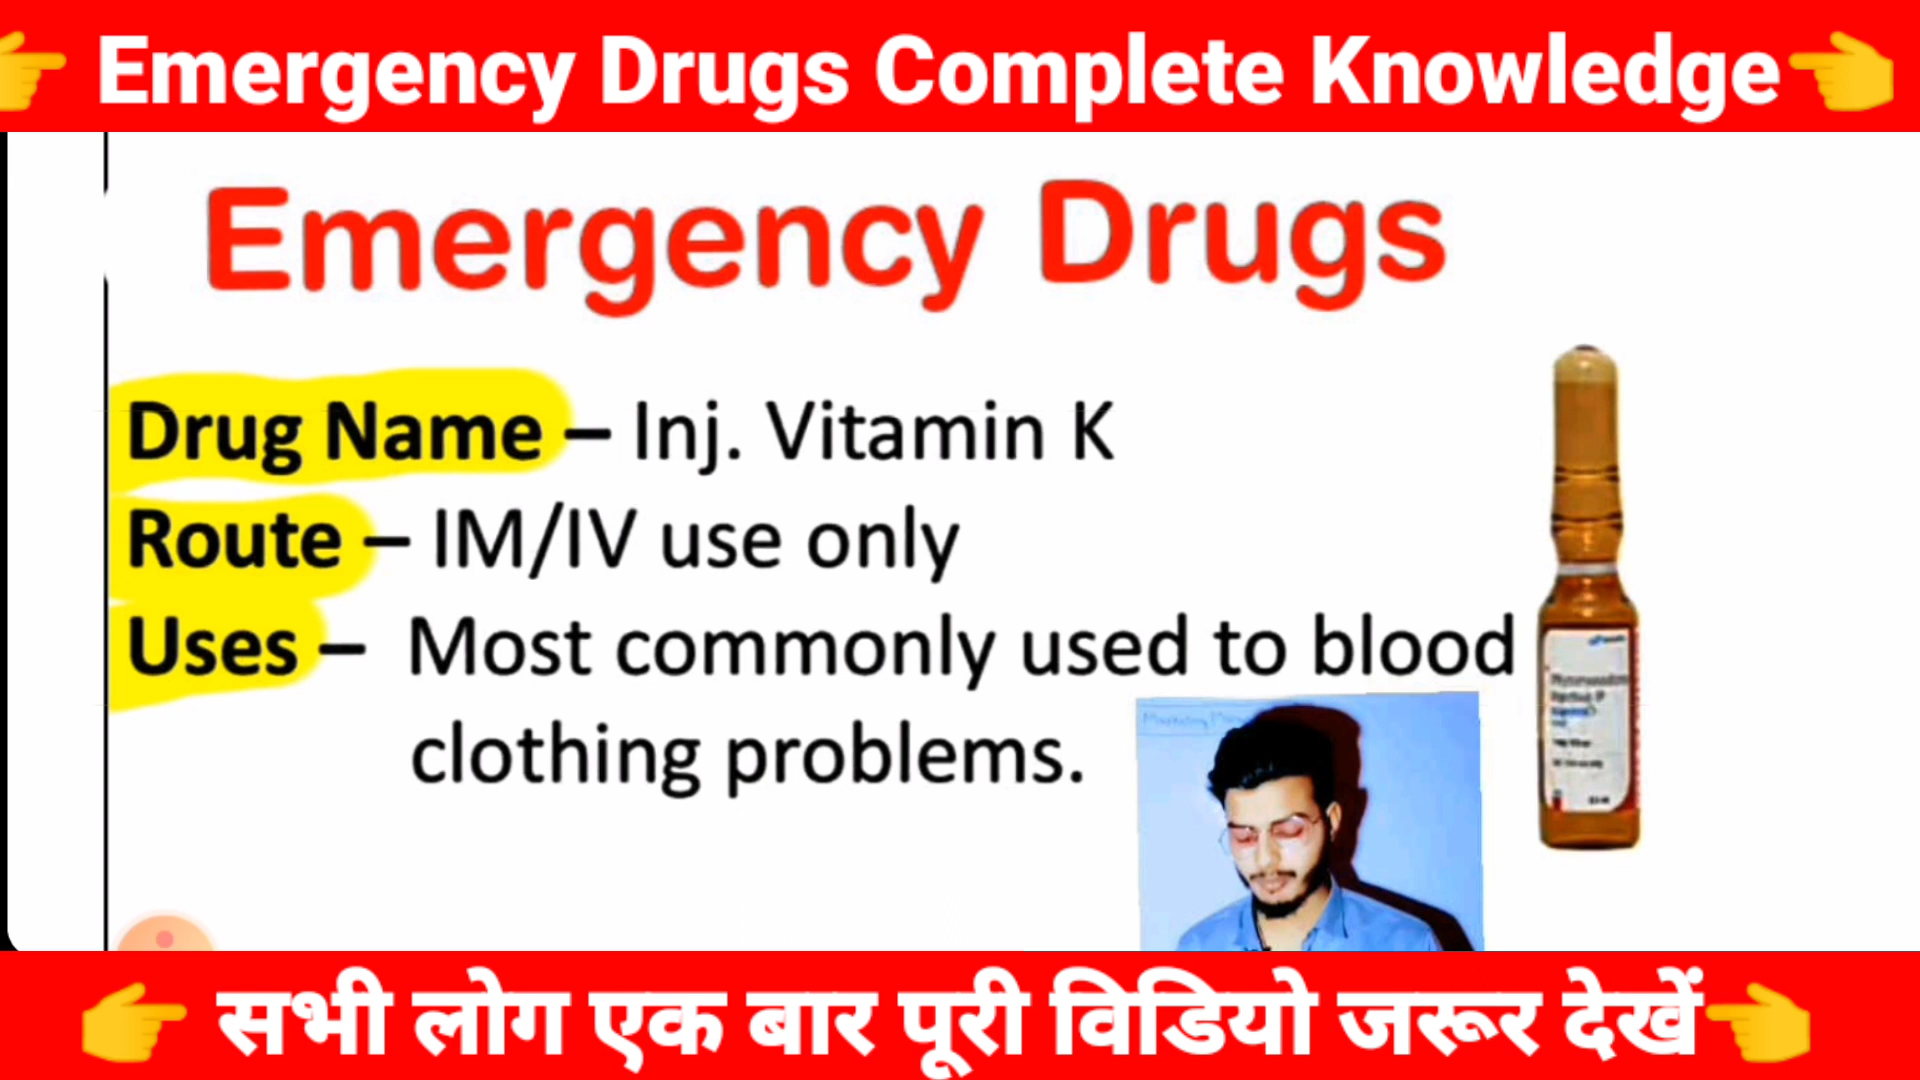 👉 Emergency Drugs Complete Knowledge 👈
Emergency Drugs
Drug Name – Inj. Vitamin K
Route – IM/IV use only
Uses – Most commonly used to blood
clothing problems.
👉 सभी लोग एक बार पूरी विडियो जरूर देखें 👈